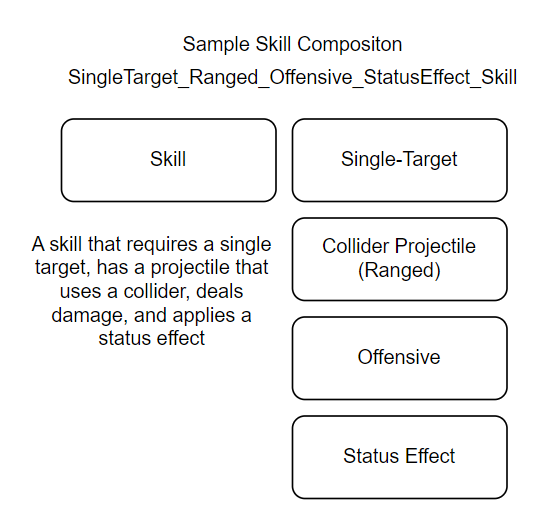 Sample Skill Compositon
SingleTarget_Ranged_Offensive_StatusEffect_Skill
Skill
Single-Target
A skill that requires a single
target, has a projectile that
uses a collider, deals
damage, and applies a
status effect
Collider Projectile
(Ranged)
Offensive
Status Effect